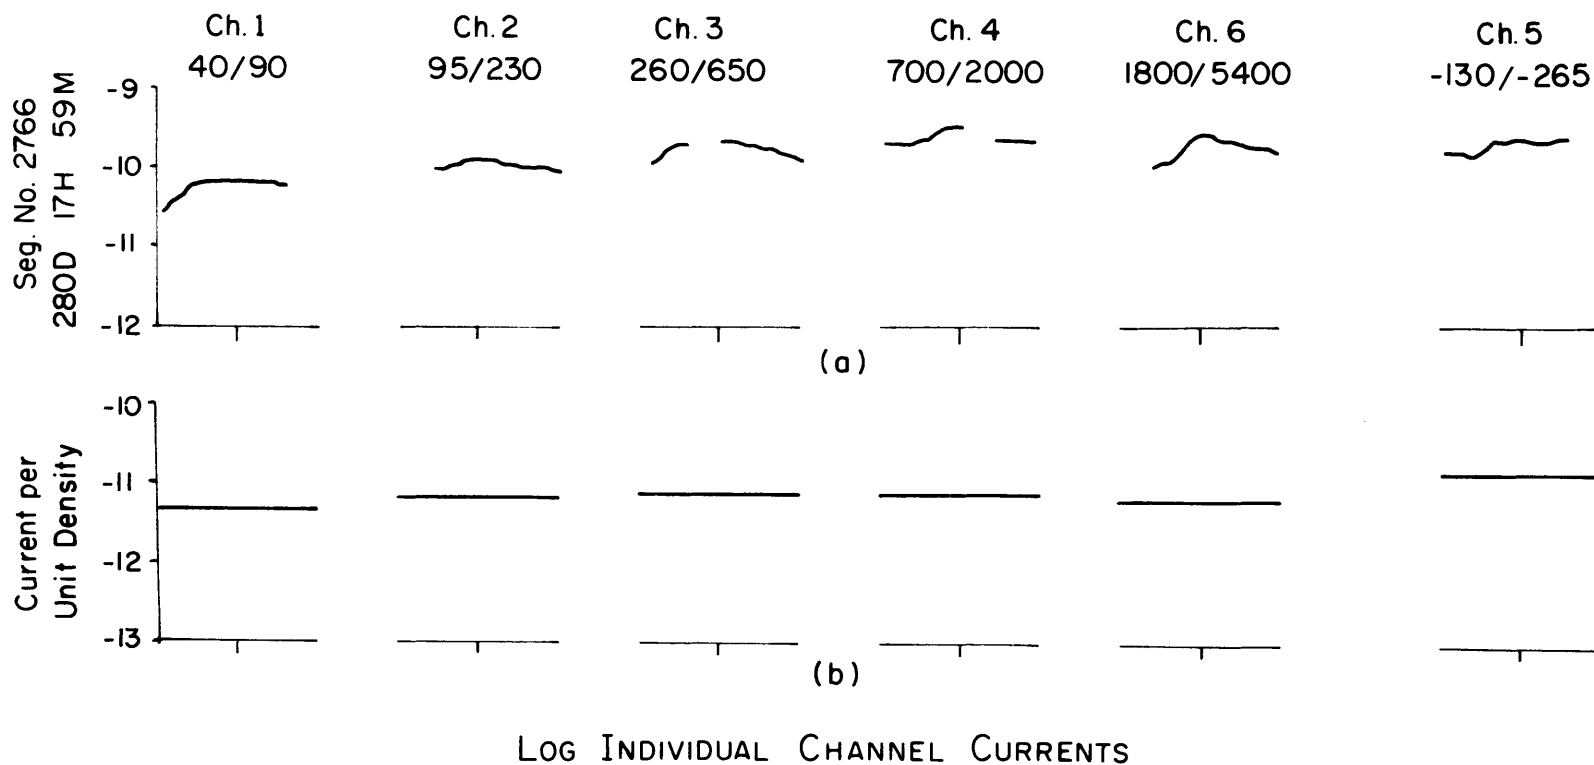 Ch. 1
40/90
Ch. 2
95/230
Ch. 3
260/650
Ch. 4
700/2000
Ch. 6
1800/5400
Ch. 5
-130/-265
Seg. No. 2766
280D 17H 59M
-9
-10
-11
-12
(a)
Current per
Unit Density
-10
-11
-12
-13
(b)
LOG INDIVIDUAL CHANNEL CURRENTS